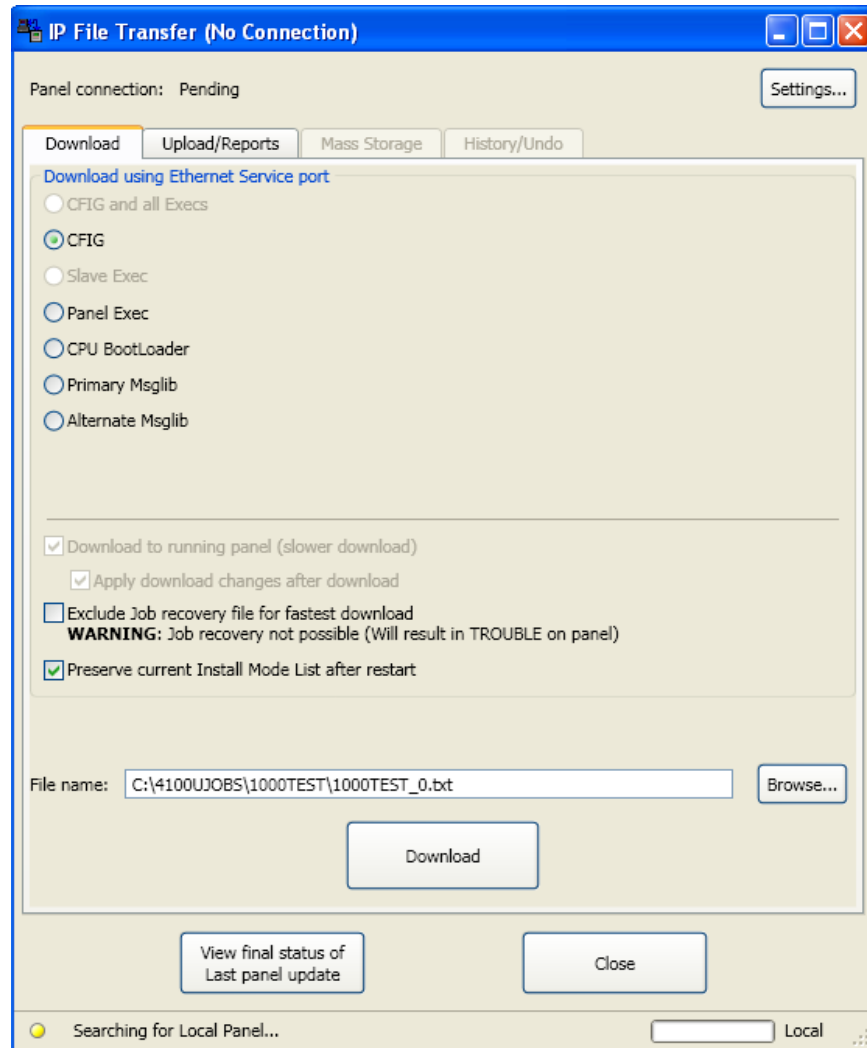 IP File Transfer (No Connection)
Panel connection: Pending
Settings...
Download Upload/Reports Mass Storage History/Undo
Download using Ethernet Service port
CFIG and all Execs
CFIG
Slave Exec
Panel Exec
CPU BootLoader
Primary Msglib
Alternate Msglib
Download to running panel (slower download)
Apply download changes after download
Exclude Job recovery file for fastest download
WARNING: Job recovery not possible (Will result in TROUBLE on panel)
Preserve current Install Mode List after restart
File name: C:\4100UJOBS\1000TEST\1000TEST_0.txt Browse...
Download
View final status of
Last panel update
Close
Searching for Local Panel... Local